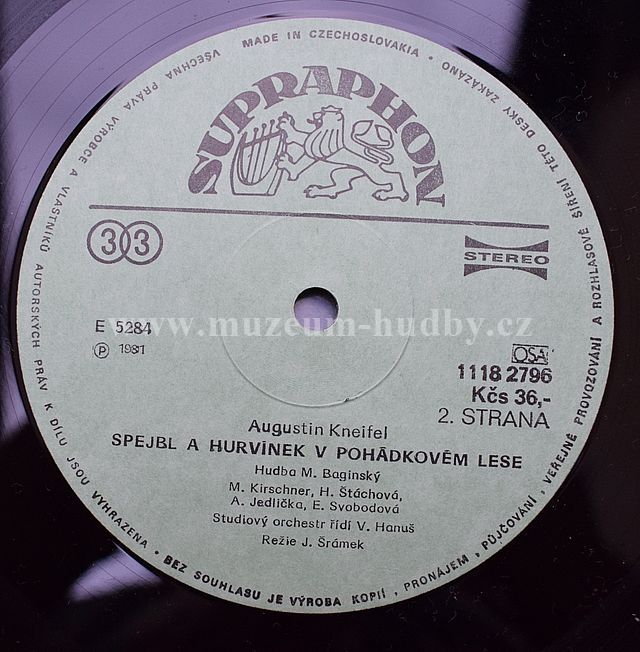 VŠECHNA PRÁVA VÝROBCE A VLASTNÍKŮ AUTORSKÝCH PRÁV K DÍLU JSOU VYHRAZENA · BEZ SOUHLASU JE VÝROBA KOPIÍ, PRONÁJEM, PŮJČOVÁNÍ, VEŘEJNÉ PROVOZOVÁNÍ A ROZHLASOVÉ ŠÍŘENÍ TÉTO DESKY ZAKÁZÁNO · MADE IN CZECHOSLOVAKIA ·
SUPRAPHON
33
STEREO
E 5284
www.muzeum-hudby.cz
Ⓟ 1981
OSA
1118 2796
Kčs 36,-
2. STRANA
Augustin Kneifel
SPEJBL A HURVÍNEK V POHÁDKOVÉM LESE
Hudba M. Baginský
M. Kirschner, H. Štáchová,
A. Jedlička, E. Svobodová
Studiový orchestr řídí V. Hanuš
Režie J. Šrámek